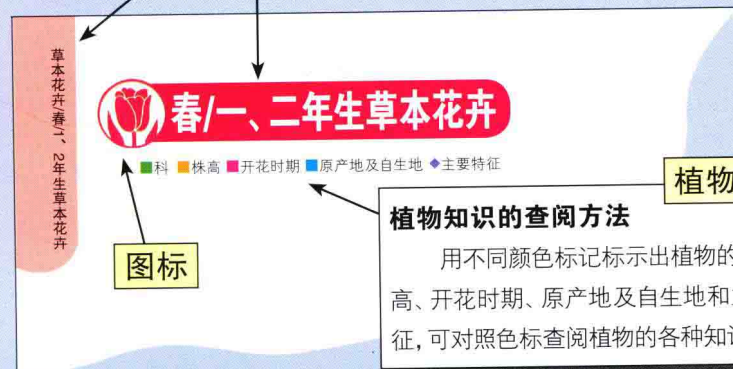 草本花卉/春/1、2年生草本花卉
春/一、二年生草本花卉
■科 ■株高 ■开花时期 ■原产地及自生地 ◆主要特征
图标
植物
植物知识的查阅方法
用不同颜色标记标示出植物的
高、开花时期、原产地及自生地和
征,可对照色标查阅植物的各种知